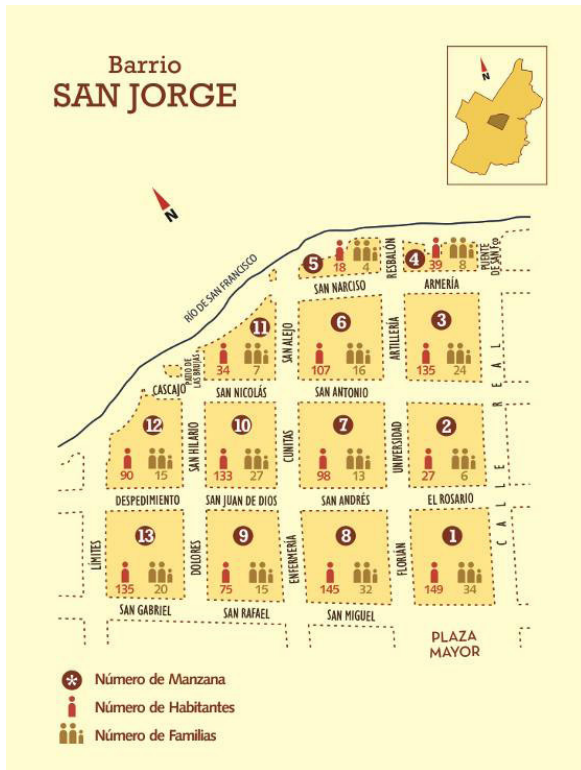 Barrio
SAN JORGE
N
N
RÍO DE SAN FRANCISCO
5
18 4
RESBALÓN
4
39 8
PUENTE
DE SAN Fco
SAN NARCISO
ARMERÍA
11
34 7
SAN ALEJO
6
107 16
ARTILLERÍA
3
135 24
PATIO DE
LAS BRUJAS
CASCAJO
SAN NICOLÁS
SAN ANTONIO
CALLE REAL
12
90 15
SAN HILARIO
10
133 27
CUNITAS
7
98 13
UNIVERSIDAD
2
27 6
DESPEDIMIENTO
SAN JUAN DE DIOS
SAN ANDRÉS
EL ROSARIO
LÍMITES
13
135 20
DOLORES
9
75 15
ENFERMERÍA
8
145 32
FLORIÁN
1
149 34
SAN GABRIEL
SAN RAFAEL
SAN MIGUEL
PLAZA
MAYOR
* Número de Manzana
Número de Habitantes
Número de Familias